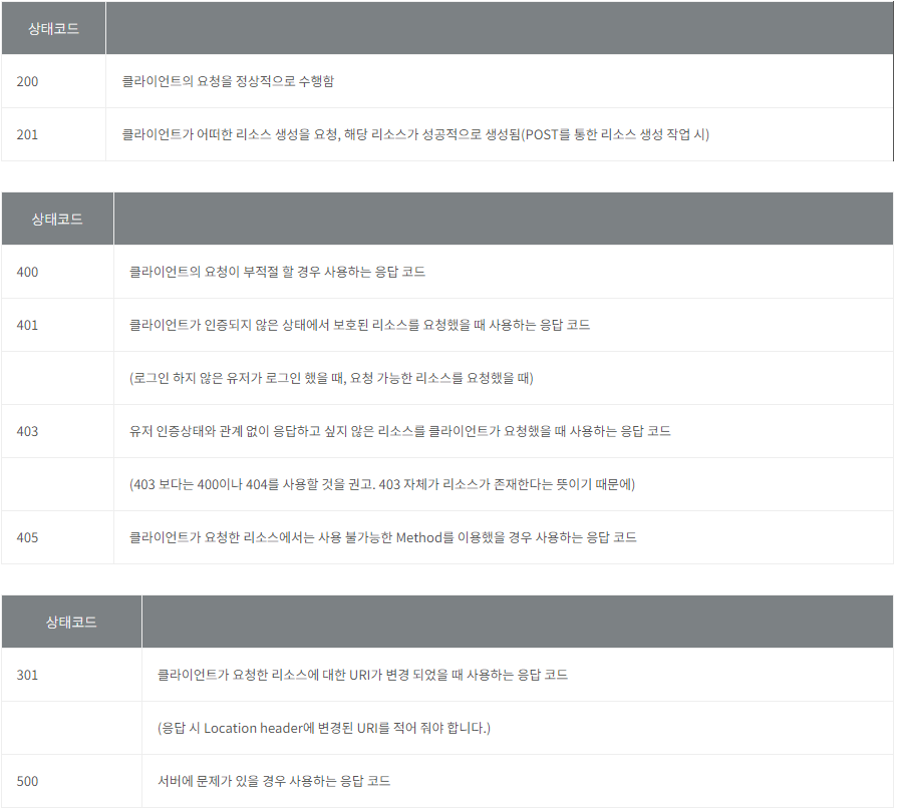 상태코드
200 클라이언트의 요청을 정상적으로 수행함
201 클라이언트가 어떠한 리소스 생성을 요청, 해당 리소스가 성공적으로 생성됨(POST를 통한 리소스 생성 작업 시)
상태코드
400 클라이언트의 요청이 부적절 할 경우 사용하는 응답 코드
401 클라이언트가 인증되지 않은 상태에서 보호된 리소스를 요청했을 때 사용하는 응답 코드
(로그인 하지 않은 유저가 로그인 했을 때, 요청 가능한 리소스를 요청했을 때)
403 유저 인증상태와 관계 없이 응답하고 싶지 않은 리소스를 클라이언트가 요청했을 때 사용하는 응답 코드
(403 보다는 400이나 404를 사용할 것을 권고. 403 자체가 리소스가 존재한다는 뜻이기 때문에)
405 클라이언트가 요청한 리소스에서는 사용 불가능한 Method를 이용했을 경우 사용하는 응답 코드
상태코드
301 클라이언트가 요청한 리소스에 대한 URI가 변경 되었을 때 사용하는 응답 코드
(응답 시 Location header에 변경된 URI를 적어 줘야 합니다.)
500 서버에 문제가 있을 경우 사용하는 응답 코드